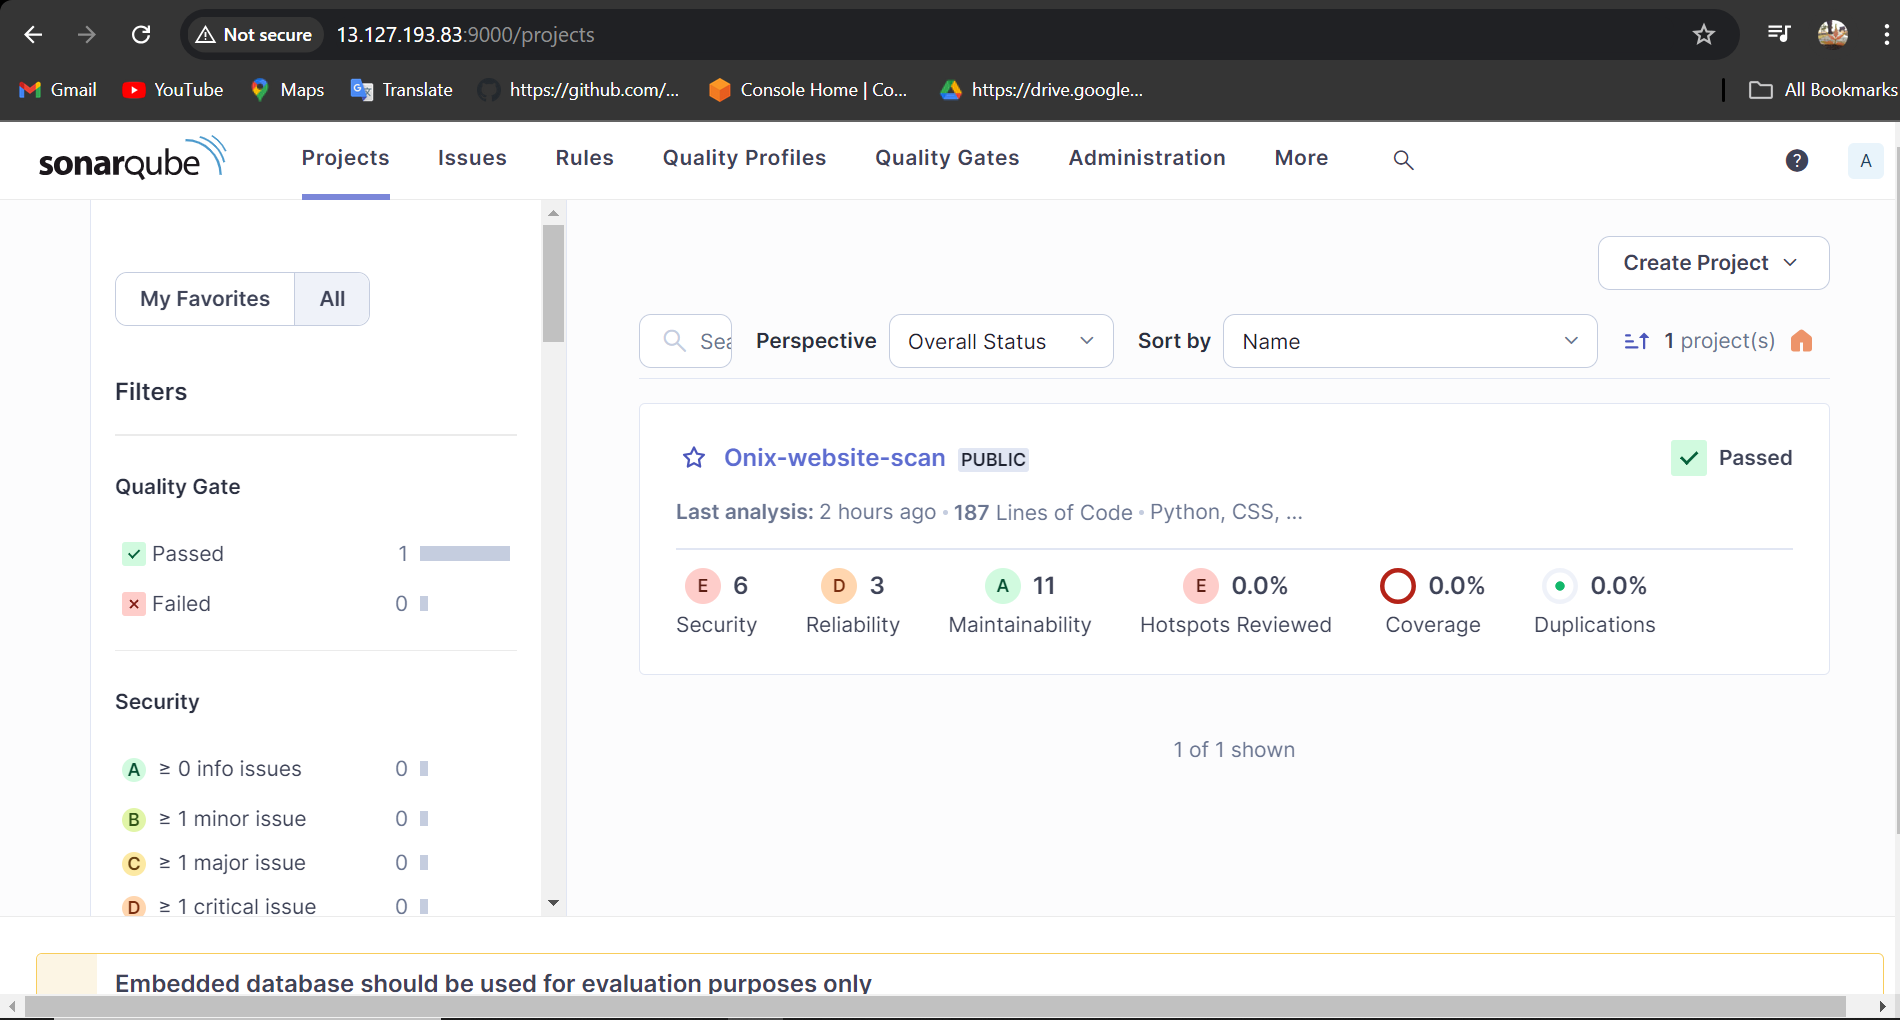 Not secure 13.127.193.83:9000/projects
Gmail YouTube Maps Translate https://github.com/... Console Home | Co... https://drive.google... All Bookmarks
sonarqube Projects Issues Rules Quality Profiles Quality Gates Administration More ? A
My Favorites All
Filters
Quality Gate
Passed 1
Failed 0
Security
A ≥ 0 info issues 0
B ≥ 1 minor issue 0
C ≥ 1 major issue 0
D ≥ 1 critical issue 0
Create Project
Sea Perspective Overall Status Sort by Name 1 project(s)
Onix-website-scan PUBLIC Passed
Last analysis: 2 hours ago • 187 Lines of Code • Python, CSS, ...
E 6 D 3 A 11 E 0.0% 0.0% 0.0%
Security Reliability Maintainability Hotspots Reviewed Coverage Duplications
1 of 1 shown
Embedded database should be used for evaluation purposes only